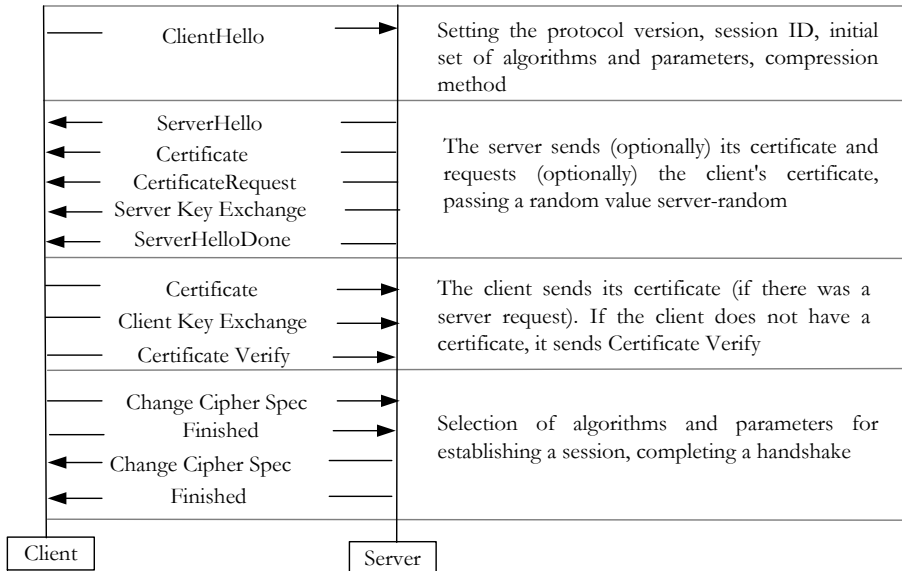 ClientHello
Setting the protocol version, session ID, initial
set of algorithms and parameters, compression
method
ServerHello
Certificate
CertificateRequest
Server Key Exchange
ServerHelloDone
The server sends (optionally) its certificate and
requests (optionally) the client's certificate,
passing a random value server-random
Certificate
Client Key Exchange
Certificate Verify
The client sends its certificate (if there was a
server request). If the client does not have a
certificate, it sends Certificate Verify
Change Cipher Spec
Finished
Change Cipher Spec
Finished
Selection of algorithms and parameters for
establishing a session, completing a handshake
Client
Server